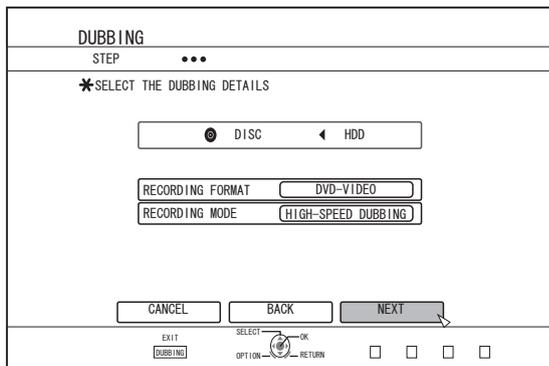 DUBBING
STEP
SELECT THE DUBBING DETAILS
DISC HDD
RECORDING FORMAT DVD-VIDEO
RECORDING MODE HIGH-SPEED DUBBING
CANCEL BACK NEXT
EXIT
DUBBING
SELECT OK
OPTION RETURN